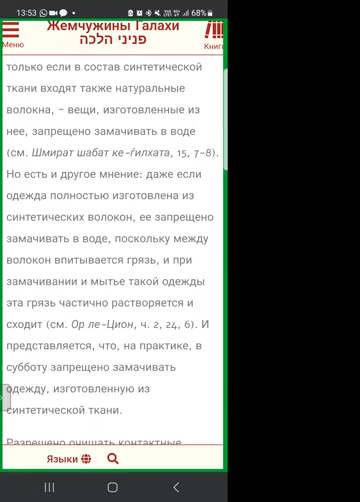 13:53
68%
Жемчужины Галахи
פניני הלכה
Меню
Книги
только если в состав синтетической
ткани входят также натуральные
волокна, – вещи, изготовленные из
нее, запрещено замачивать в воде
(см. Шмират шабат ке-ѓилхата, 15, 7–8).
Но есть и другое мнение: даже если
одежда полностью изготовлена из
синтетических волокон, ее запрещено
замачивать в воде, поскольку между
волокон впитывается грязь, и при
замачивании и мытье такой одежды
эта грязь частично растворяется и
сходит (см. Ор ле-Цион, ч. 2, 24, 6). И
представляется, что, на практике, в
субботу запрещено замачивать
одежду, изготовленную из
синтетической ткани.
Разрешено очищать контактные
Языки